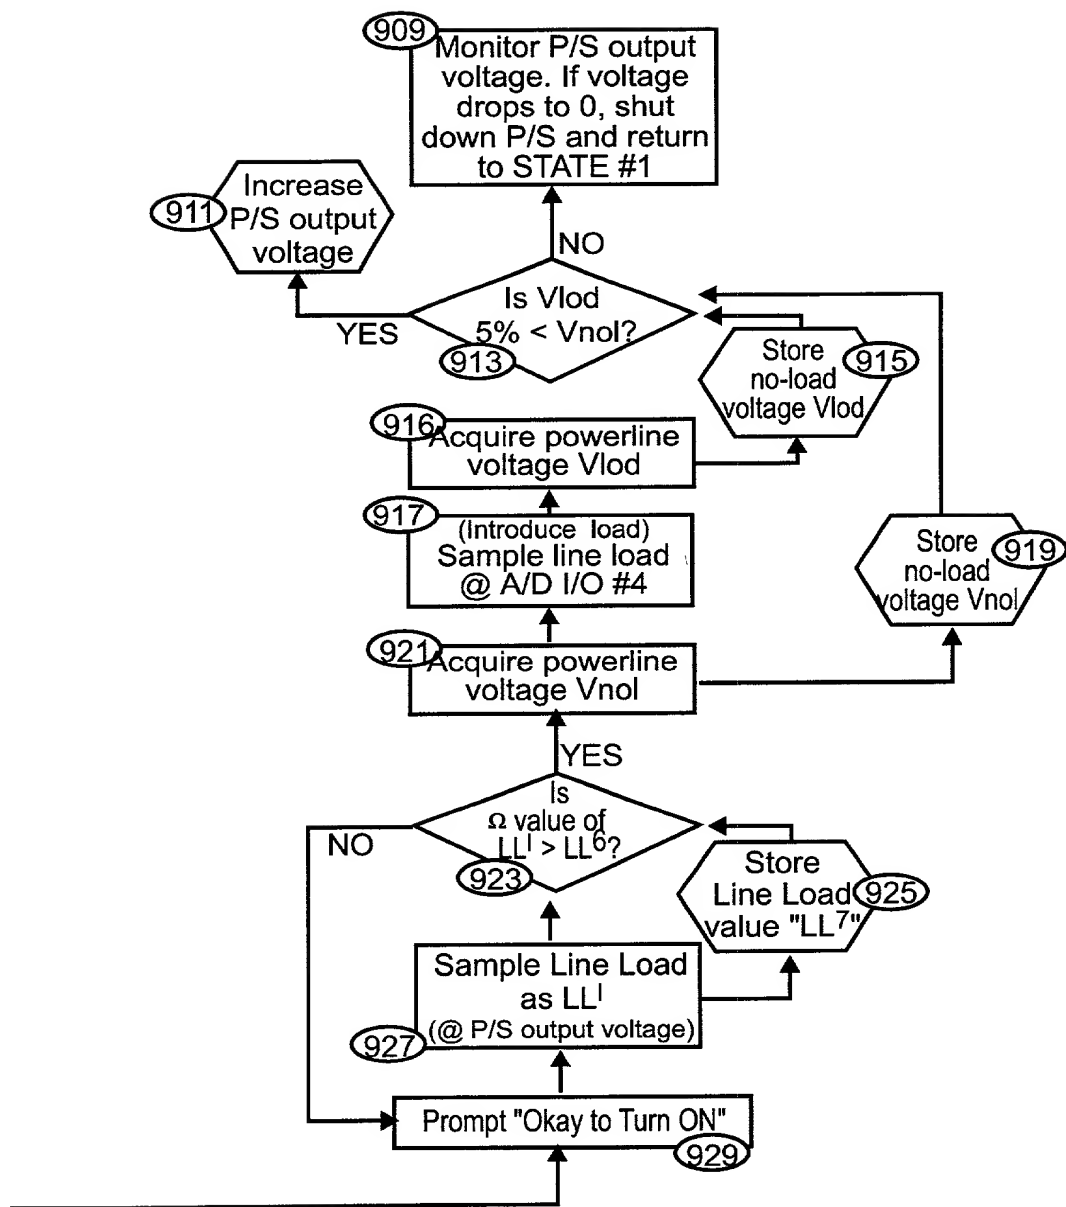 909
Monitor P/S output
voltage. If voltage
drops to 0, shut
down P/S and return
to STATE #1
911
Increase
P/S output
voltage
NO
YES
Is Vlod
5% < Vnol?
913
Store
no-load
voltage Vlod
915
916
Acquire powerline
voltage Vlod
917
(Introduce load)
Sample line load
@ A/D I/O #4
Store
no-load
voltage Vnol
919
921
Acquire powerline
voltage Vnol
YES
Is
Ω value of
LLᴵ > LL⁶?
NO
923
Store
Line Load
value "LL⁷"
925
Sample Line Load
as LLᴵ
(@ P/S output voltage)
927
Prompt "Okay to Turn ON"
929